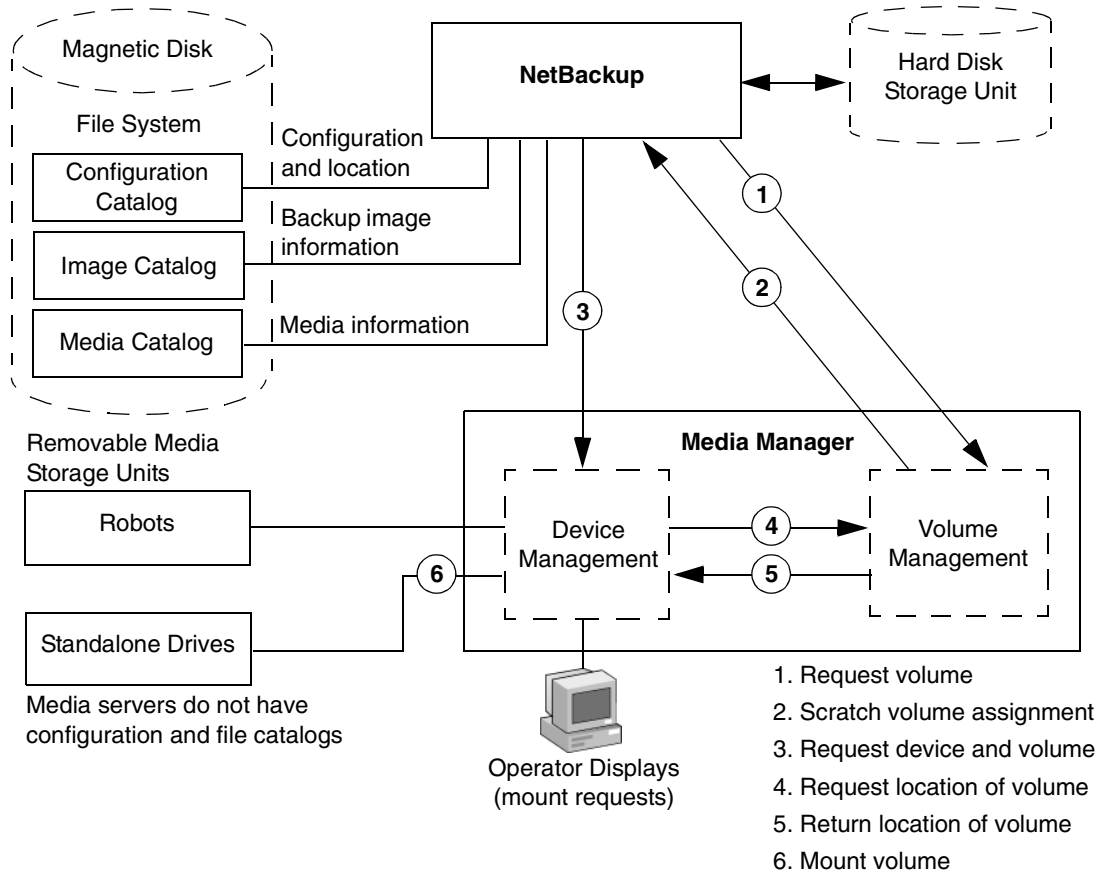 Magnetic Disk
File System
Configuration
Catalog
Image Catalog
Media Catalog
Configuration
and location
Backup image
information
Media information
NetBackup
Hard Disk
Storage Unit
1
2
3
Removable Media
Storage Units
Robots
Standalone Drives
Media servers do not have
configuration and file catalogs
Media Manager
Device
Management
Volume
Management
4
5
6
Operator Displays
(mount requests)
1. Request volume
2. Scratch volume assignment
3. Request device and volume
4. Request location of volume
5. Return location of volume
6. Mount volume